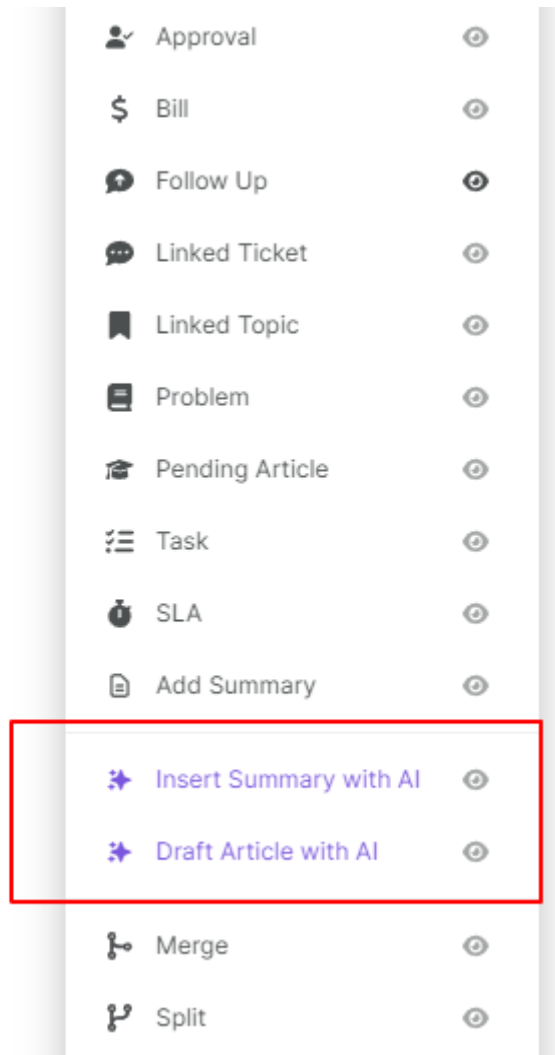 Approval
Bill
Follow Up
Linked Ticket
Linked Topic
Problem
Pending Article
Task
SLA
Add Summary
Insert Summary with AI
Draft Article with AI
Merge
Split